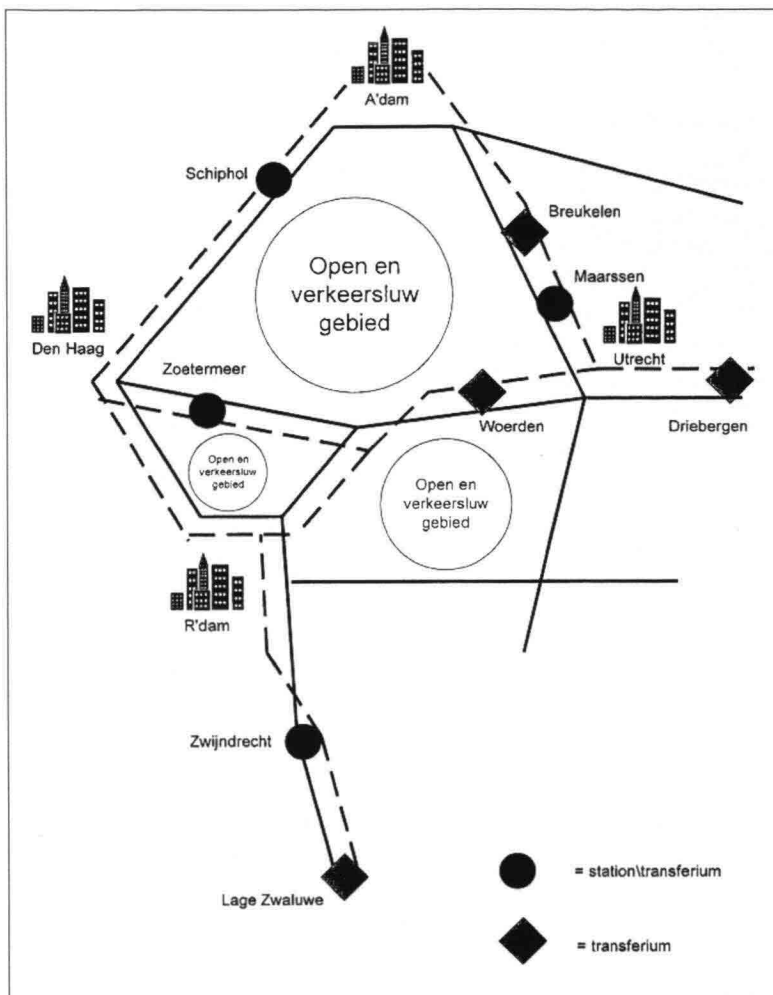 A'dam
Schiphol
Breukelen
Open en
verkeersluw
gebied
Maarssen
Den Haag
Utrecht
Zoetermeer
Woerden
Driebergen
Open en
verkeersluw
gebied
Open en
verkeersluw
gebied
R'dam
Zwijndrecht
Lage Zwaluwe
= station\transferium
= transferium